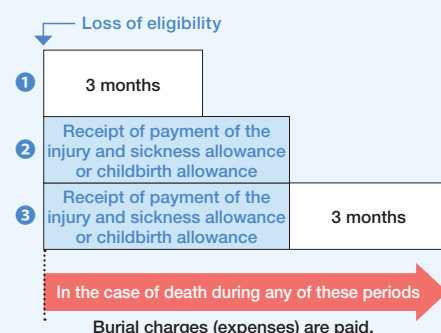 Loss of eligibility
1 3 months
2 Receipt of payment of the
injury and sickness allowance
or childbirth allowance
3 Receipt of payment of the
injury and sickness allowance
or childbirth allowance
3 months
In the case of death during any of these periods
Burial charges (expenses) are paid.